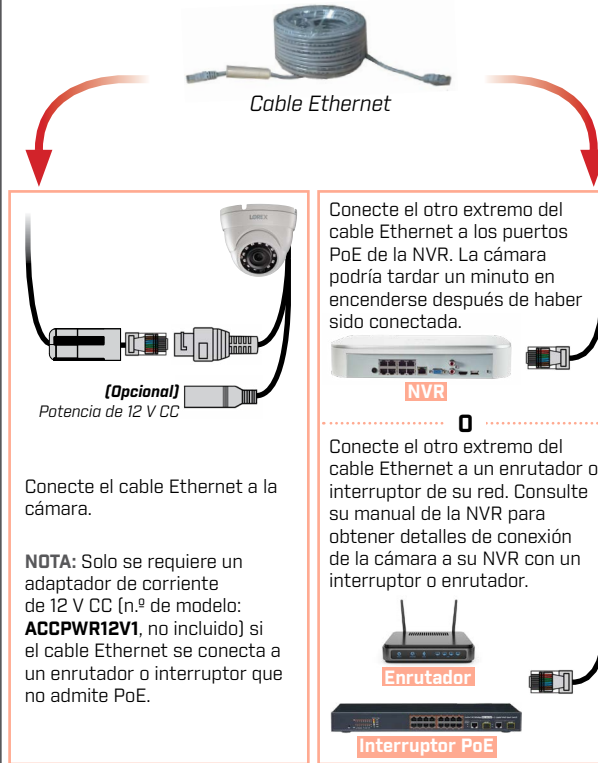 Cable Ethernet
LOREX
(Opcional)
Potencia de 12 V CC
Conecte el cable Ethernet a la
cámara.
NOTA: Solo se requiere un
adaptador de corriente
de 12 V CC (n.º de modelo:
ACCPWR12V1, no incluido) si
el cable Ethernet se conecta a
un enrutador o interruptor que
no admite PoE.
Conecte el otro extremo del
cable Ethernet a los puertos
PoE de la NVR. La cámara
podría tardar un minuto en
encenderse después de haber
sido conectada.
NVR
O
Conecte el otro extremo del
cable Ethernet a un enrutador o
interruptor de su red. Consulte
su manual de la NVR para
obtener detalles de conexión
de la cámara a su NVR con un
interruptor o enrutador.
Enrutador
Interruptor PoE